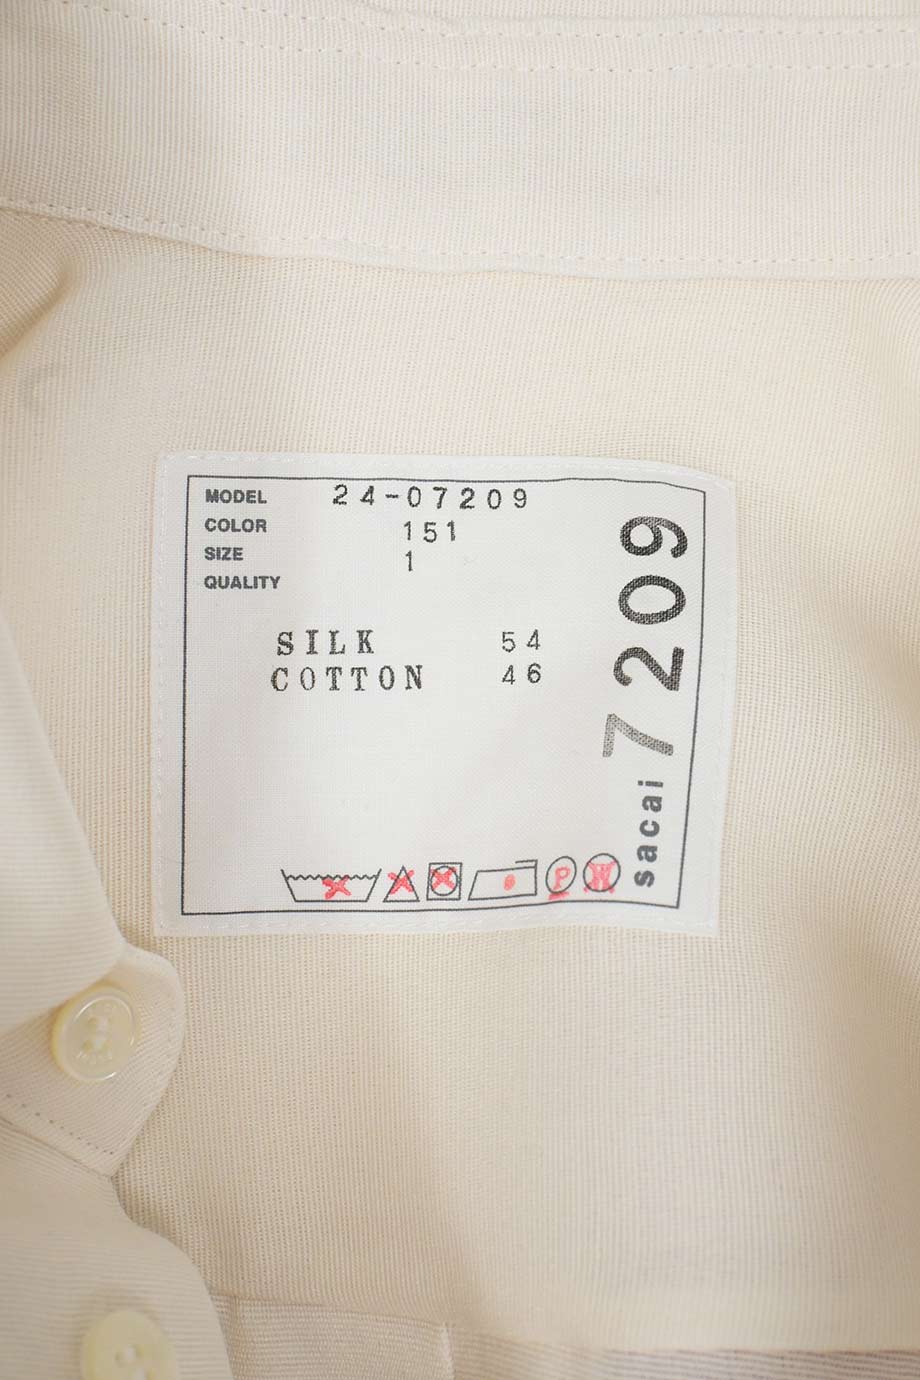 MODEL 24-07209
COLOR 151
SIZE 1
QUALITY
SILK 54
COTTON 46
sacai 7209
P W